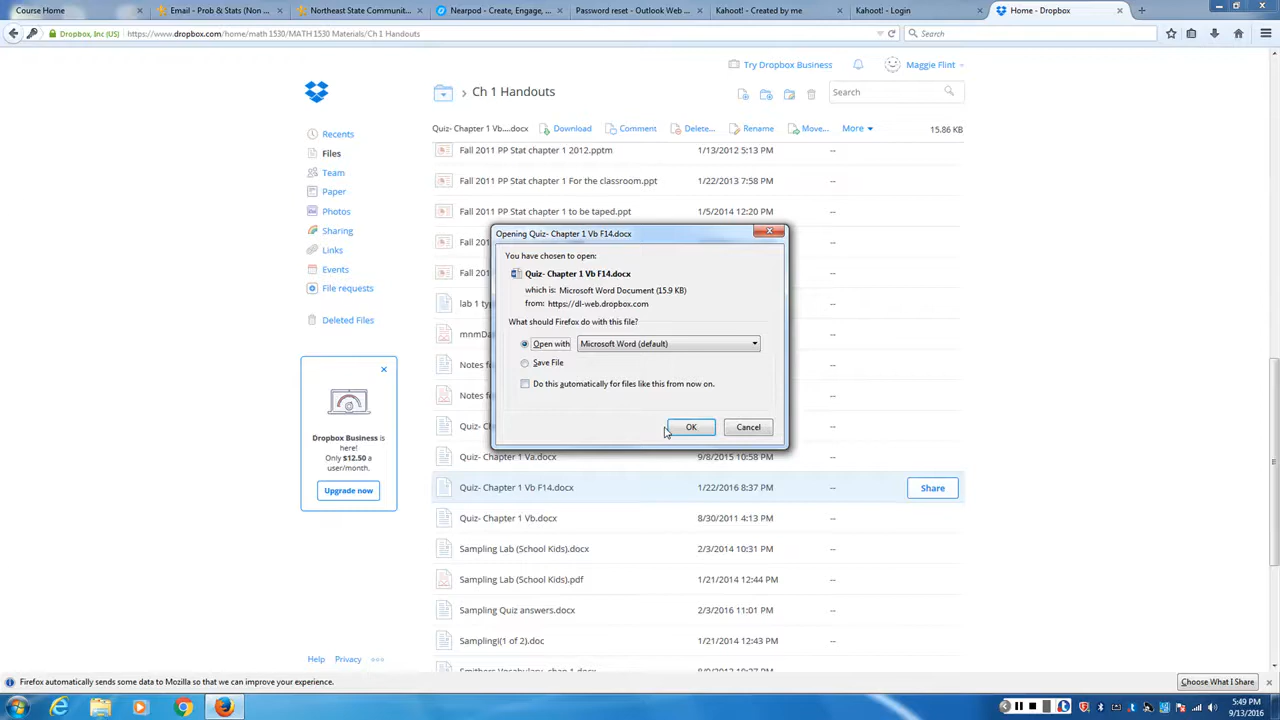 Course Home
Email - Prob & Stats (Non ...
Northeast State Communit...
Nearpod - Create, Engage, ...
Password reset - Outlook Web ...
Kahoot! - Created by me
Kahoot! - Login
Home - Dropbox
Dropbox, Inc (US)
https://www.dropbox.com/home/math 1530/MATH 1530 Materials/Ch 1 Handouts
Search
Try Dropbox Business
Maggie Flint
Ch 1 Handouts
Search
Quiz- Chapter 1 Vb....docx
Download
Comment
Delete...
Rename
Move...
More
15.86 KB
Recents
Files
Team
Paper
Photos
Sharing
Links
Events
File requests
Deleted Files
Dropbox Business is
here!
Only $12.50 a
user/month.
Upgrade now
Help
Privacy
Fall 2011 PP Stat chapter 1 2012.pptm 1/13/2012 5:13 PM --
Fall 2011 PP Stat chapter 1 For the classroom.ppt 1/22/2013 7:58 PM --
Fall 2011 PP Stat chapter 1 to be taped.ppt 1/5/2014 12:20 PM --
Fall 20 --
Fall 20 --
lab 1 ty --
mnmDa --
Notes fo --
Notes fo --
Quiz- C --
Quiz- Chapter 1 Va.docx 9/8/2015 10:58 PM --
Quiz- Chapter 1 Vb F14.docx 1/22/2016 8:37 PM -- Share
Quiz- Chapter 1 Vb.docx 8/30/2011 4:13 PM --
Sampling Lab (School Kids).docx 2/3/2014 10:31 PM --
Sampling Lab (School Kids).pdf 1/21/2014 12:44 PM --
Sampling Quiz answers.docx 2/3/2016 11:01 PM --
Samplingl(1 of 2).doc 1/21/2014 12:43 PM --
Opening Quiz- Chapter 1 Vb F14.docx
You have chosen to open:
Quiz- Chapter 1 Vb F14.docx
which is: Microsoft Word Document (15.9 KB)
from: https://dl-web.dropbox.com
What should Firefox do with this file?
Open with Microsoft Word (default)
Save File
Do this automatically for files like this from now on.
OK
Cancel
Firefox automatically sends some data to Mozilla so that we can improve your experience.
Choose What I Share
5:49 PM
9/13/2016